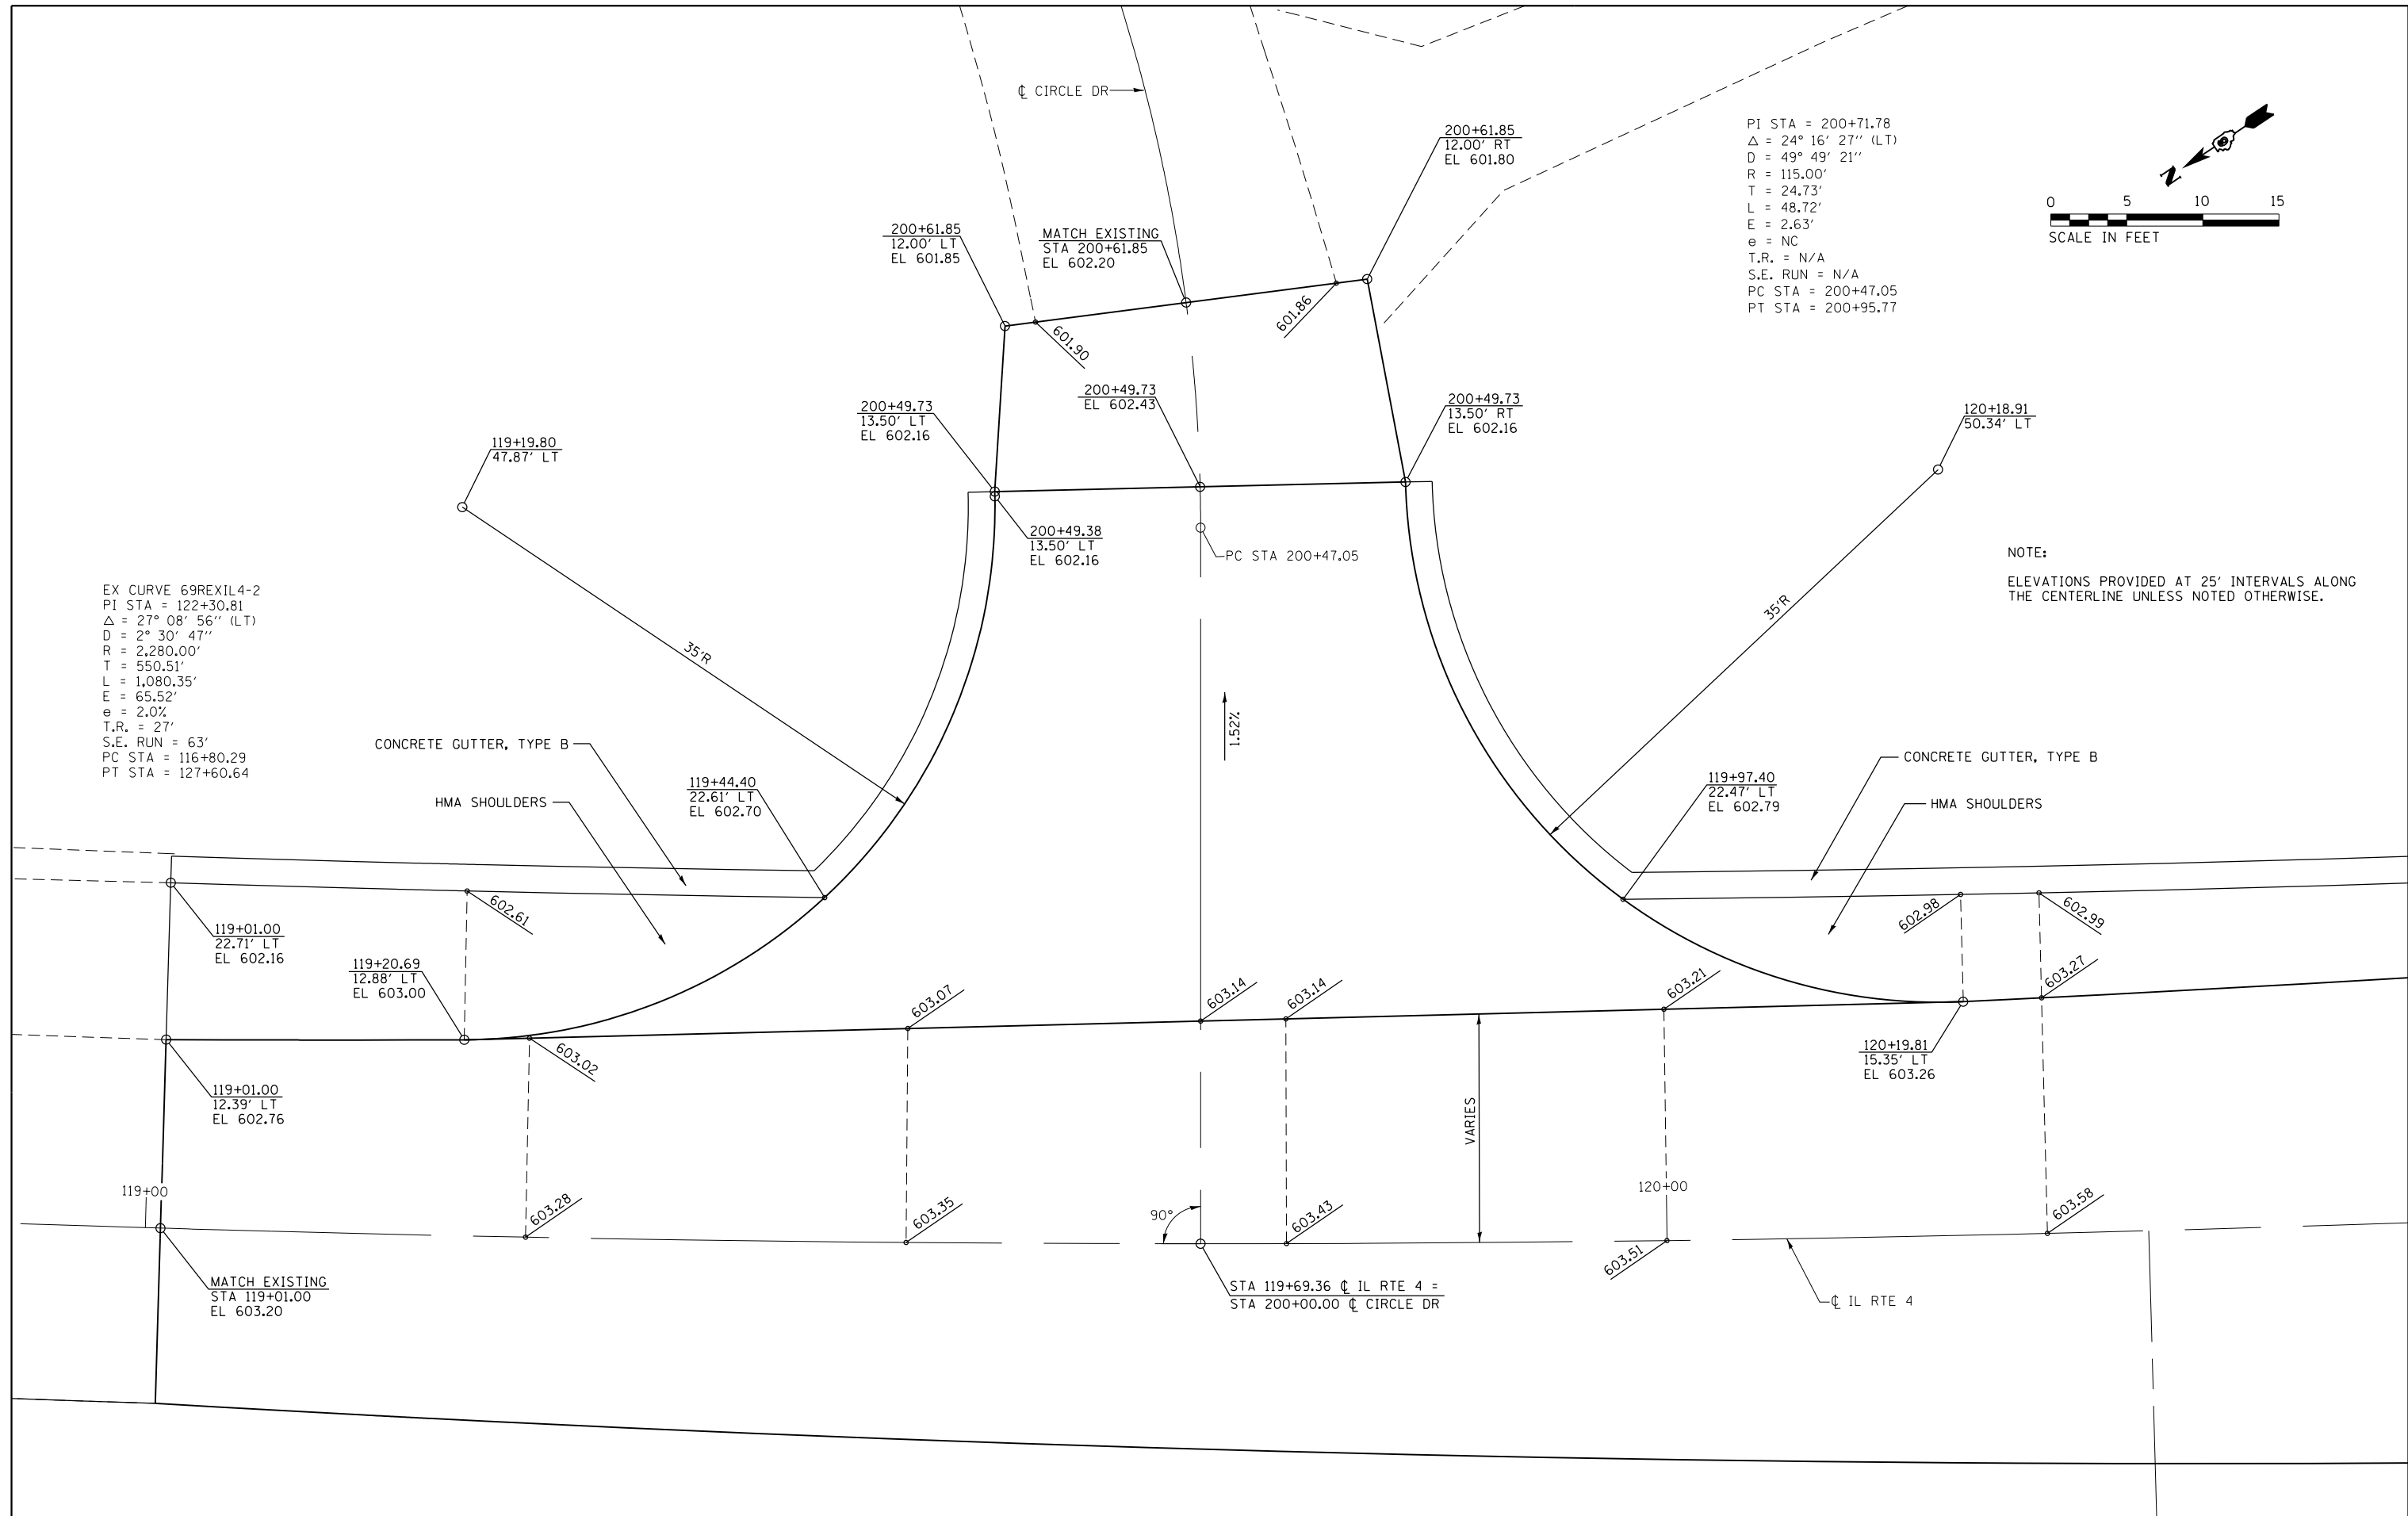 ℄ CIRCLE DR
200+61.85
12.00' RT
EL 601.80
PI STA = 200+71.78
Δ = 24° 16' 27'' (LT)
D = 49° 49' 21''
R = 115.00'
T = 24.73'
L = 48.72'
E = 2.63'
e = NC
T.R. = N/A
S.E. RUN = N/A
PC STA = 200+47.05
PT STA = 200+95.77
N
0 5 10 15
SCALE IN FEET
200+61.85
12.00' LT
EL 601.85
MATCH EXISTING
STA 200+61.85
EL 602.20
601.90
601.86
200+49.73
13.50' LT
EL 602.16
200+49.73
EL 602.43
200+49.73
13.50' RT
EL 602.16
119+19.80
47.87' LT
120+18.91
50.34' LT
200+49.38
13.50' LT
EL 602.16
PC STA 200+47.05
NOTE:
ELEVATIONS PROVIDED AT 25' INTERVALS ALONG
THE CENTERLINE UNLESS NOTED OTHERWISE.
EX CURVE 69REXIL4-2
PI STA = 122+30.81
Δ = 27° 08' 56'' (LT)
D = 2° 30' 47''
R = 2,280.00'
T = 550.51'
L = 1,080.35'
E = 65.52'
e = 2.0%
T.R. = 27'
S.E. RUN = 63'
PC STA = 116+80.29
PT STA = 127+60.64
35'R
35'R
1.52%
CONCRETE GUTTER, TYPE B
HMA SHOULDERS
119+44.40
22.61' LT
EL 602.70
119+97.40
22.47' LT
EL 602.79
CONCRETE GUTTER, TYPE B
HMA SHOULDERS
119+01.00
22.71' LT
EL 602.16
602.61
119+20.69
12.88' LT
EL 603.00
602.98
602.99
603.02
603.07
603.14
603.14
603.21
603.27
119+01.00
12.39' LT
EL 602.76
120+19.81
15.35' LT
EL 603.26
VARIES
119+00
120+00
603.28
603.35
90°
603.43
603.51
603.58
MATCH EXISTING
STA 119+01.00
EL 603.20
STA 119+69.36 ℄ IL RTE 4 =
STA 200+00.00 ℄ CIRCLE DR
℄ IL RTE 4